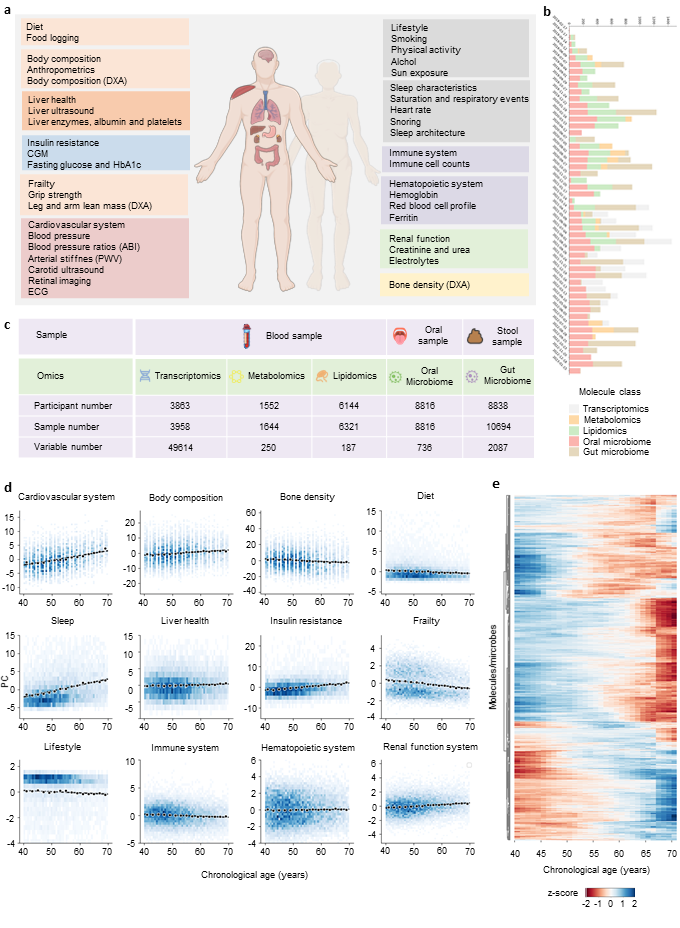 a
Diet
Food logging
Body composition
Anthropometrics
Body composition (DXA)
Liver health
Liver ultrasound
Liver enzymes, albumin and platelets
Insulin resistance
CGM
Fasting glucose and HbA1c
Frailty
Grip strength
Leg and arm lean mass (DXA)
Cardiovascular system
Blood pressure
Blood pressure ratios (ABI)
Arterial stiffnes (PWV)
Carotid ultrasound
Retinal imaging
ECG
Lifestyle
Smoking
Physical activity
Alchol
Sun exposure
Sleep characteristics
Saturation and respiratory events
Heart rate
Snoring
Sleep architecture
Immune system
Immune cell counts
Hematopoietic system
Hemoglobin
Red blood cell profile
Ferritin
Renal function
Creatinine and urea
Electrolytes
Bone density (DXA)
b
Molecule class
Transcriptomics
Metabolomics
Lipidomics
Oral microbiome
Gut microbiome
c
Sample Blood sample Oral sample Stool sample
Omics Transcriptomics Metabolomics Lipidomics Oral Microbiome Gut Microbiome
Participant number 3863 1552 6144 8816 8838
Sample number 3958 1644 6321 8816 10694
Variable number 49614 250 187 736 2087
d
Cardiovascular system Body composition Bone density Diet
15 10 5 0 -5 -10
20 10 0 -10 -20
60 40 20 0 -20 -40
15 10 5 0 -5
40 50 60 70 40 50 60 70 40 50 60 70 40 50 60 70
Sleep Liver health Insulin resistance Frailty
PC
15 10 5 0 -5
15 10 5 0 -5
20 10 0 -10
4 2 0 -2 -4
40 50 60 70 40 50 60 70 40 50 60 70 40 50 60 70
Lifestyle Immune system Hematopoietic system Renal function system
2 0 -2 -4
10 5 0 -5
6 4 2 0 -2 -4
6 4 2 0 -2 -4
40 50 60 70 40 50 60 70 40 50 60 70 40 50 60 70
Chronological age (years)
e
Molecules/mircrobes
40 45 50 55 60 65 70
Chronological age (years)
z-score
-2 -1 0 1 2